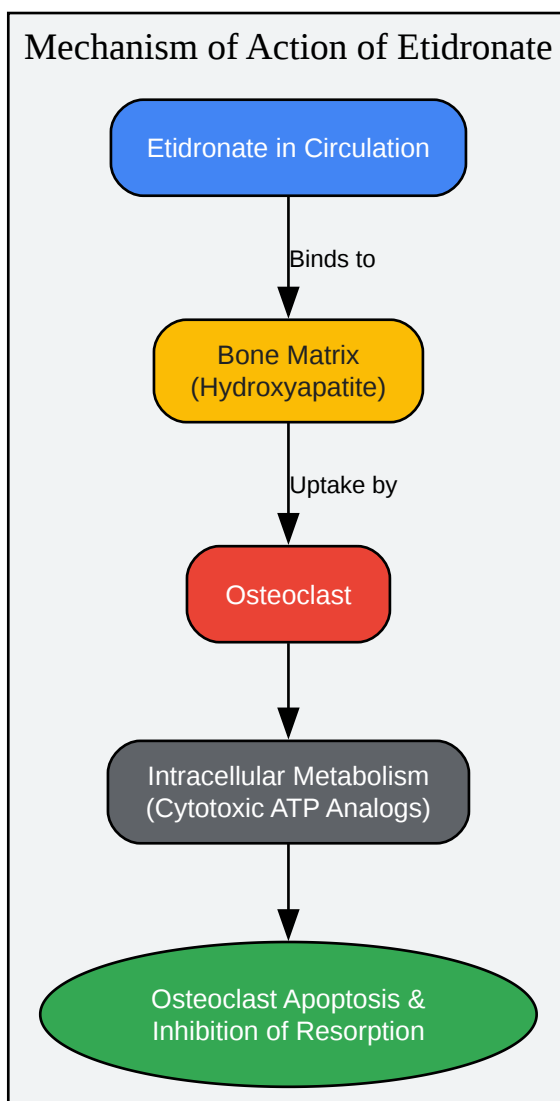 Mechanism of Action of Etidronate
Etidronate in Circulation
Binds to
Bone Matrix
(Hydroxyapatite)
Uptake by
Osteoclast
Intracellular Metabolism
(Cytotoxic ATP Analogs)
Osteoclast Apoptosis &
Inhibition of Resorption